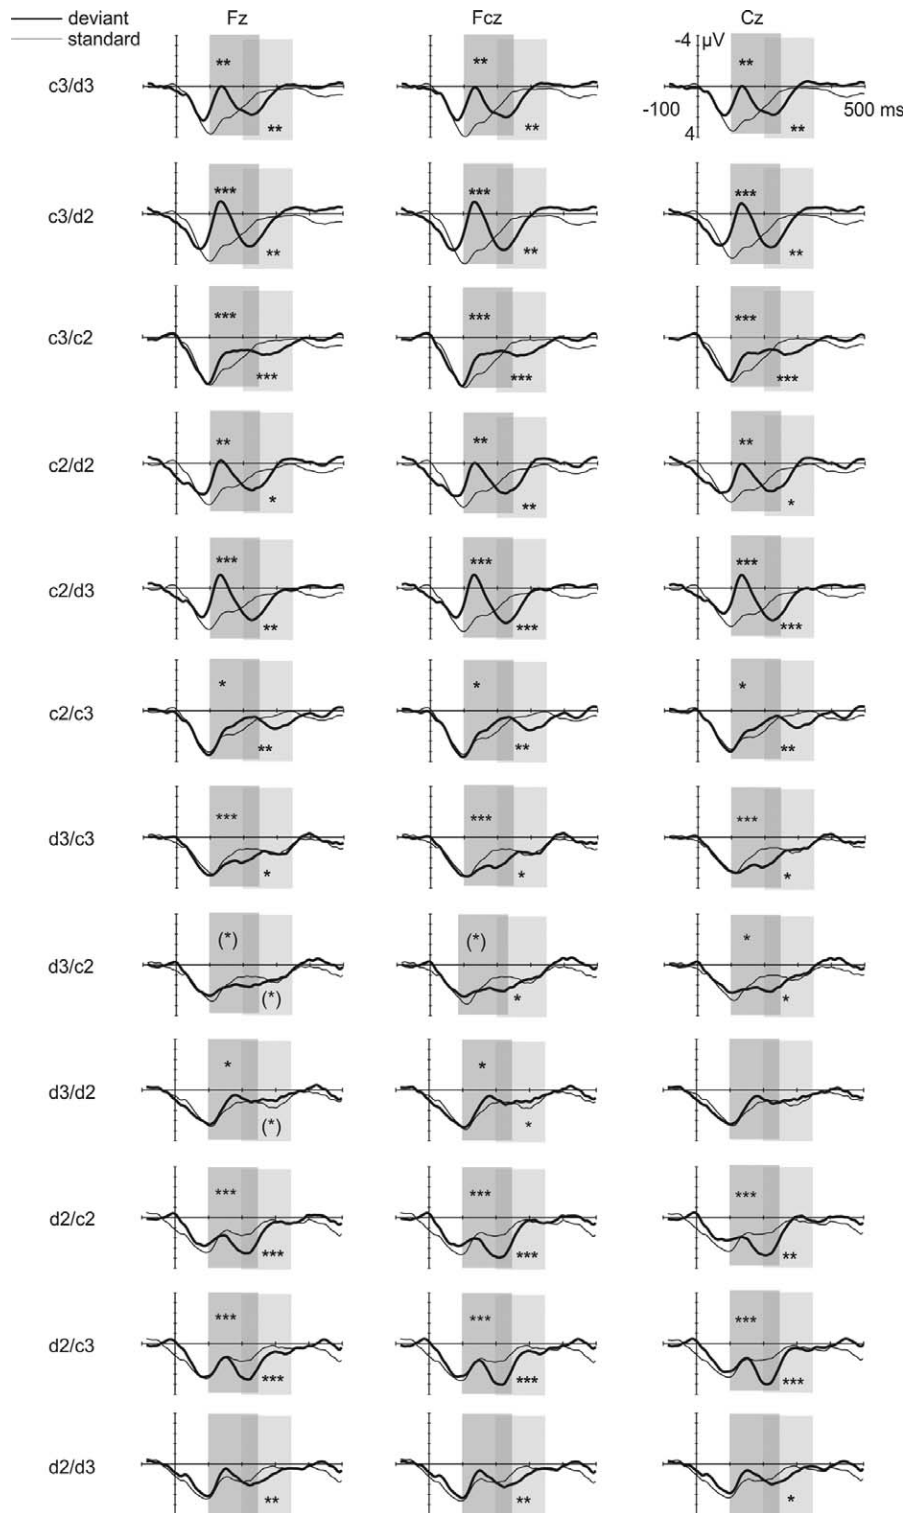 deviant Fz Fcz Cz
standard
-4 µV
c3/d3 ** ** **
-100 500 ms
4
** ** **
c3/d2 *** *** ***
** ** **
c3/c2 *** *** ***
*** *** ***
c2/d2 ** ** **
* ** *
c2/d3 *** *** ***
** *** ***
c2/c3 * * *
** ** **
d3/c3 *** *** ***
* * *
d3/c2 (*) (*) *
(*) * *
d3/d2 * *
(*) *
d2/c2 *** *** ***
*** *** **
d2/c3 *** *** ***
*** *** ***
d2/d3
** ** *